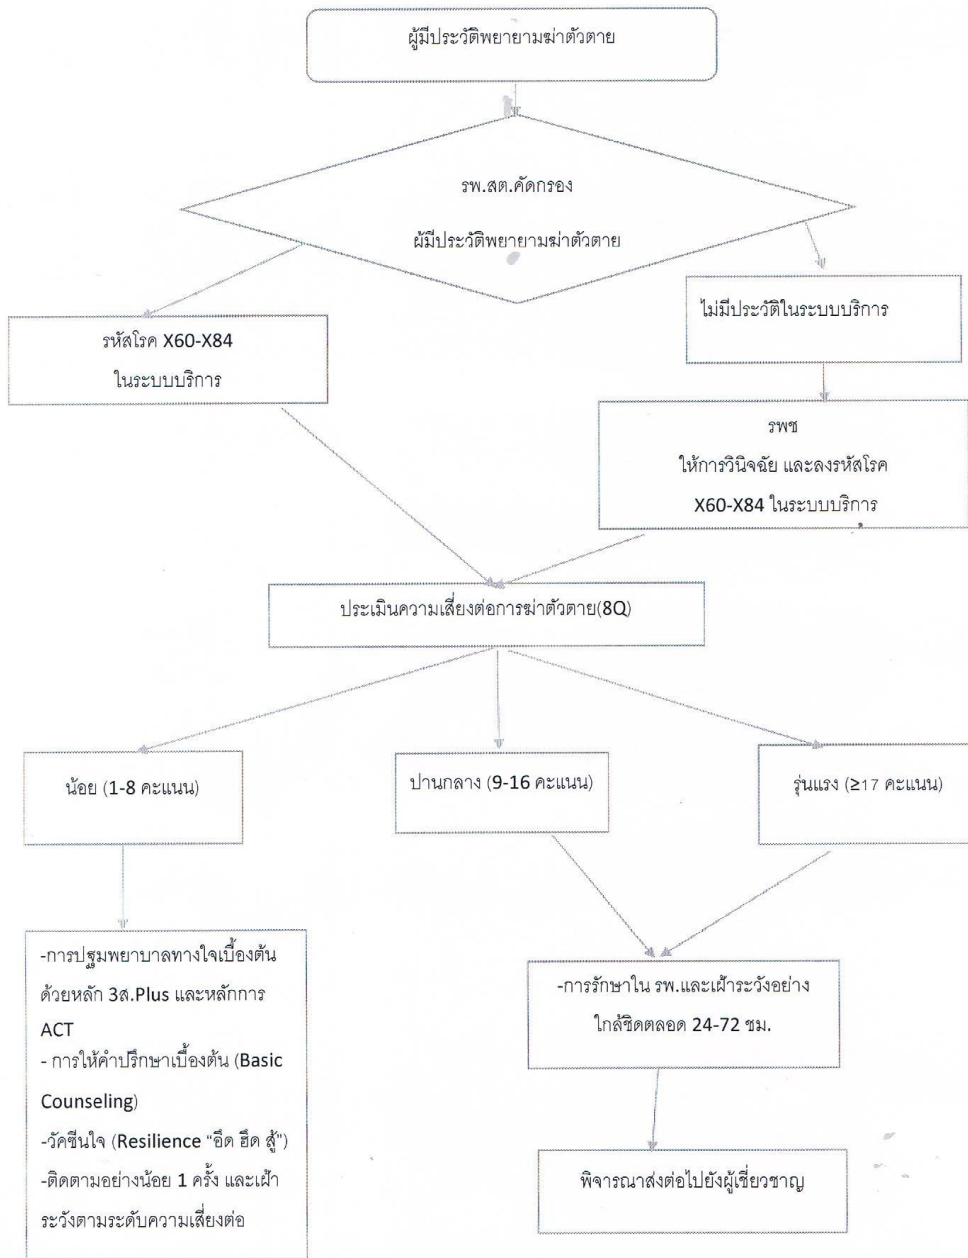 ผู้มีประวัติพยายามฆ่าตัวตาย
รพ.สต.คัดกรอง
ผู้มีประวัติพยายามฆ่าตัวตาย
รหัสโรค X60-X84
ในระบบบริการ
ไม่มีประวัติในระบบบริการ
รพช
ให้การวินิจฉัย และลงรหัสโรค
X60-X84 ในระบบบริการ
ประเมินความเสี่ยงต่อการฆ่าตัวตาย(8Q)
น้อย (1-8 คะแนน)
ปานกลาง (9-16 คะแนน)
รุ่นแรง (≥17 คะแนน)
-การปฐมพยาบาลทางใจเบื้องต้น
ด้วยหลัก 3ส.Plus และหลักการ
ACT
- การให้คำปรึกษาเบื้องต้น (Basic
Counseling)
-วัคซีนใจ (Resilience "อึด ฮึด สู้")
-ติดตามอย่างน้อย 1 ครั้ง และเฝ้า
ระวังตามระดับความเสี่ยงต่อ
-การรักษาใน รพ.และเฝ้าระวังอย่าง
ใกล้ชิดตลอด 24-72 ชม.
พิจารณาส่งต่อไปยังผู้เชี่ยวชาญ